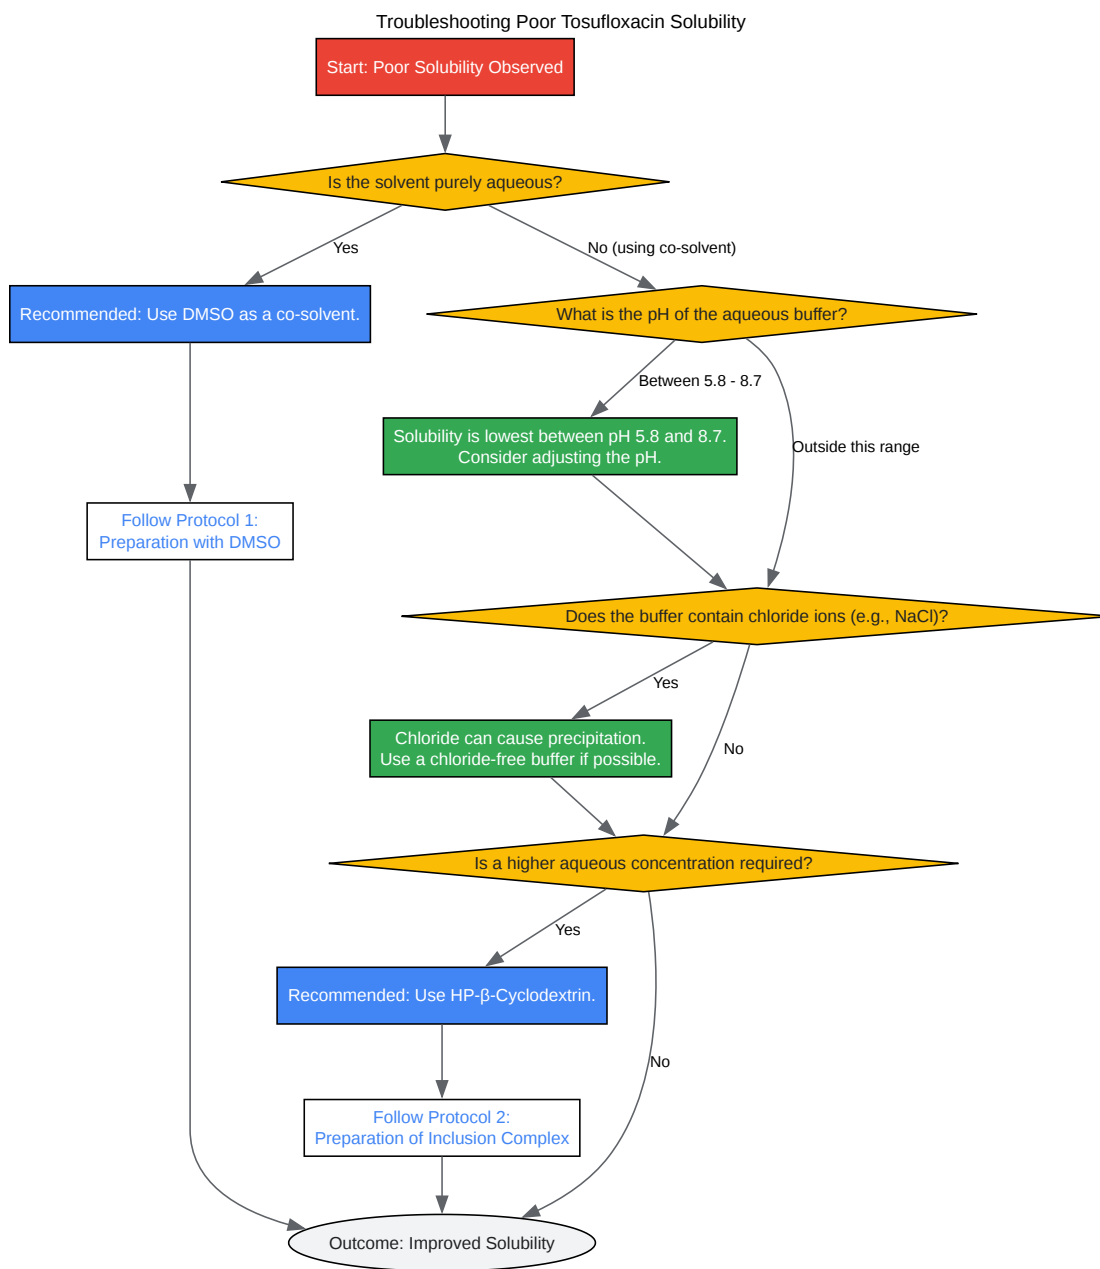 Troubleshooting Poor Tosufloxacin Solubility
Start: Poor Solubility Observed
Is the solvent purely aqueous?
Yes
No (using co-solvent)
Recommended: Use DMSO as a co-solvent.
What is the pH of the aqueous buffer?
Between 5.8 - 8.7
Solubility is lowest between pH 5.8 and 8.7.
Consider adjusting the pH.
Outside this range
Follow Protocol 1:
Preparation with DMSO
Does the buffer contain chloride ions (e.g., NaCl)?
Yes
Chloride can cause precipitation.
Use a chloride-free buffer if possible.
No
Is a higher aqueous concentration required?
Yes
Recommended: Use HP-β-Cyclodextrin.
No
Follow Protocol 2:
Preparation of Inclusion Complex
Outcome: Improved Solubility